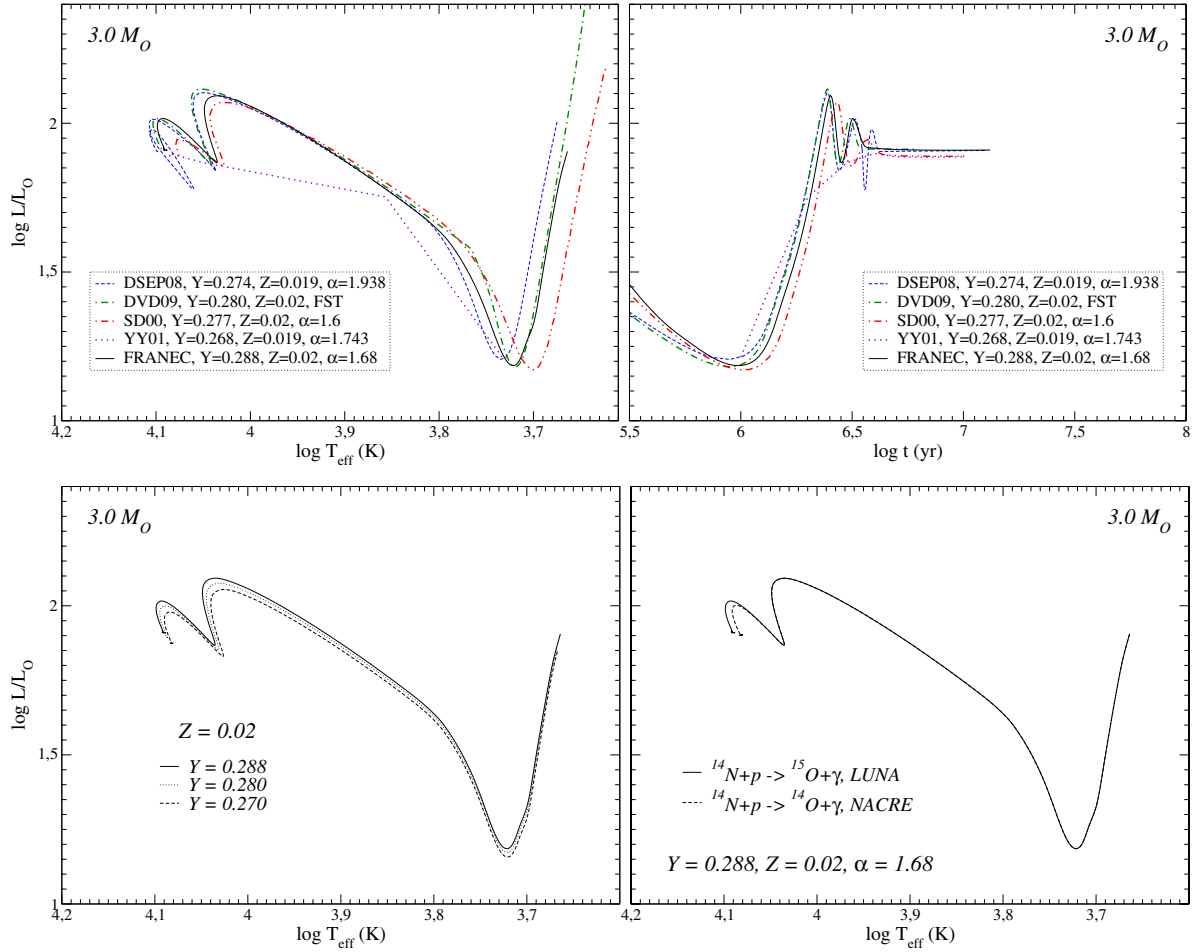 3.0 M_O
2
1,5
1
log L/L_O
DSEP08, Y=0.274, Z=0.019, α=1.938
DVD09, Y=0.280, Z=0.02, FST
SD00, Y=0.277, Z=0.02, α=1.6
YY01, Y=0.268, Z=0.019, α=1.743
FRANEC, Y=0.288, Z=0.02, α=1.68
4,2 4,1 4 3,9 3,8 3,7
log T_eff (K)
3.0 M_O
DSEP08, Y=0.274, Z=0.019, α=1.938
DVD09, Y=0.280, Z=0.02, FST
SD00, Y=0.277, Z=0.02, α=1.6
YY01, Y=0.268, Z=0.019, α=1.743
FRANEC, Y=0.288, Z=0.02, α=1.68
5,5 6 6,5 7 7,5 8
log t (yr)
3.0 M_O
2
1,5
1
log L/L_O
Z = 0.02
Y = 0.288
Y = 0.280
Y = 0.270
4,2 4,1 4 3,9 3,8 3,7
log T_eff (K)
3.0 M_O
^14N+p -> ^15O+γ, LUNA
^14N+p -> ^14O+γ, NACRE
Y = 0.288, Z = 0.02, α = 1.68
4,2 4,1 4 3,9 3,8 3,7
log T_eff (K)